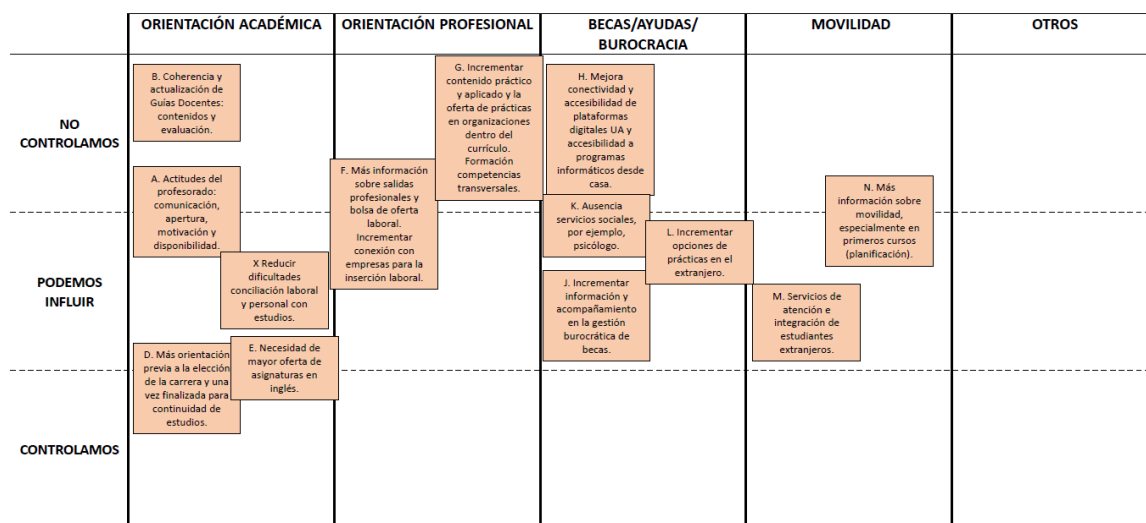 ORIENTACIÓN ACADÉMICA
ORIENTACIÓN PROFESIONAL
BECAS/AYUDAS/
BUROCRACIA
MOVILIDAD
OTROS
NO
CONTROLAMOS
B. Coherencia y
actualización de
Guías Docentes:
contenidos y
evaluación.
G. Incrementar
contenido práctico
y aplicado y la
oferta de prácticas
en organizaciones
dentro del
currículo.
Formación
competencias
transversales.
H. Mejora
conectividad y
accesibilidad de
plataformas
digitales UA y
accesibilidad a
programas
informáticos desde
casa.
A. Actitudes del
profesorado:
comunicación,
apertura,
motivación y
disponibilidad.
F. Más información
sobre salidas
profesionales y
bolsa de oferta
laboral.
Incrementar
conexión con
empresas para la
inserción laboral.
K. Ausencia
servicios sociales,
por ejemplo,
psicólogo.
N. Más
información sobre
movilidad,
especialmente en
primeros cursos
(planificación).
PODEMOS
INFLUIR
X Reducir
dificultades
conciliación laboral
y personal con
estudios.
L. Incrementar
opciones de
prácticas en el
extranjero.
J. Incrementar
información y
acompañamiento
en la gestión
burocrática de
becas.
M. Servicios de
atención e
integración de
estudiantes
extranjeros.
D. Más orientación
previa a la elección
de la carrera y una
vez finalizada para
continuidad de
estudios.
E. Necesidad de
mayor oferta de
asignaturas en
inglés.
CONTROLAMOS